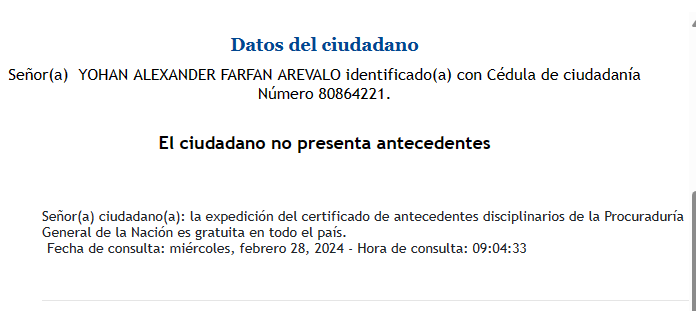 Datos del ciudadano
Señor(a)  YOHAN ALEXANDER FARFAN AREVALO identificado(a) con Cédula de ciudadanía
Número 80864221.
El ciudadano no presenta antecedentes
Señor(a) ciudadano(a): la expedición del certificado de antecedentes disciplinarios de la Procuraduría
General de la Nación es gratuita en todo el país.
Fecha de consulta: miércoles, febrero 28, 2024 - Hora de consulta: 09:04:33